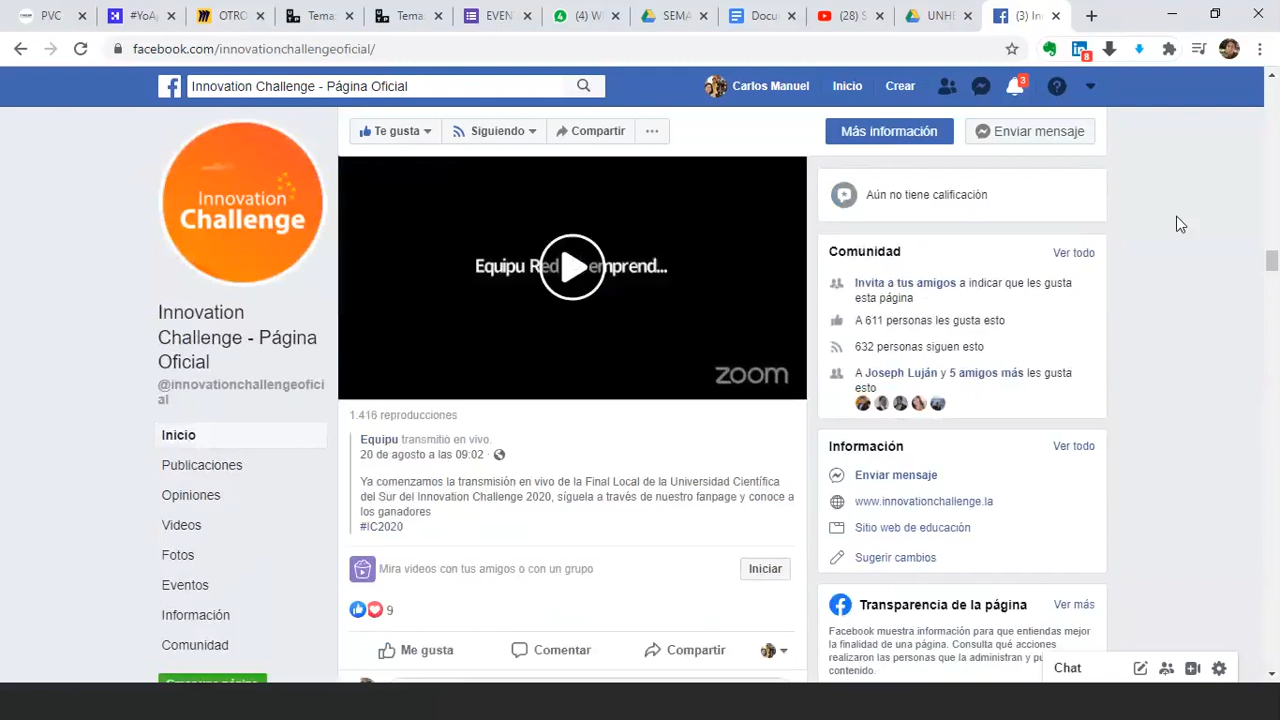 PVC
#YoA
OTRO
Tema
Tema
EVEN
(4) W
SEMA
Docu
(28) S
UNHE
(3) In
facebook.com/innovationchallengeoficial/
8
Innovation Challenge - Página Oficial
Carlos Manuel
Inicio
Crear
3
Te gusta
Siguiendo
Compartir
Más información
Enviar mensaje
Innovation
Challenge
Equipu Red emprend...
zoom
Innovation
Challenge - Página
Oficial
@innovationchallengeofici
al
Inicio
Publicaciones
Opiniones
Videos
Fotos
Eventos
Información
Comunidad
1.416 reproducciones
Equipu transmitió en vivo.
20 de agosto a las 09:02 ·
Ya comenzamos la transmisión en vivo de la Final Local de la Universidad Científica
del Sur del Innovation Challenge 2020, síguela a través de nuestro fanpage y conoce a
los ganadores
#IC2020
Mira videos con tus amigos o con un grupo
Iniciar
9
Me gusta
Comentar
Compartir
Aún no tiene calificación
Comunidad
Ver todo
Invita a tus amigos a indicar que les gusta
esta página
A 611 personas les gusta esto
632 personas siguen esto
A Joseph Luján y 5 amigos más les gusta
esto
Información
Ver todo
Enviar mensaje
www.innovationchallenge.la
Sitio web de educación
Sugerir cambios
Transparencia de la página
Ver más
Facebook muestra información para que entiendas mejor
la finalidad de una página. Consulta qué acciones
realizaron las personas que la administran y pu
contenido.
Chat